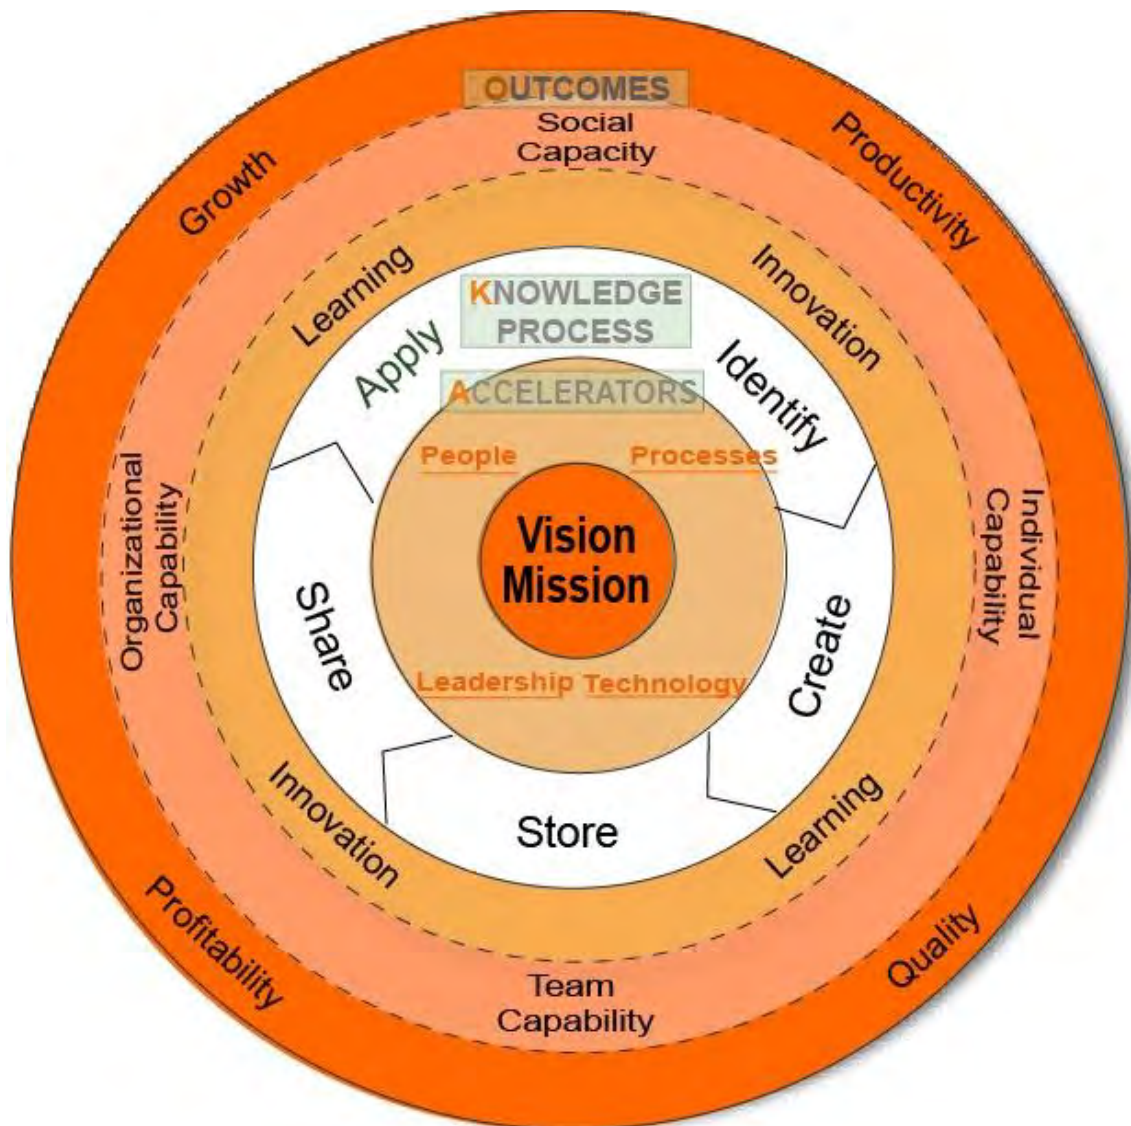 OUTCOMES
Social
Capacity
Growth
Productivity
Learning
Innovation
KNOWLEDGE
PROCESS
Apply
Identify
ACCELERATORS
People
Processes
Organizational
Capability
Individual
Capability
Vision
Mission
Share
Create
Leadership
Technology
Store
Innovation
Learning
Profitability
Quality
Team
Capability